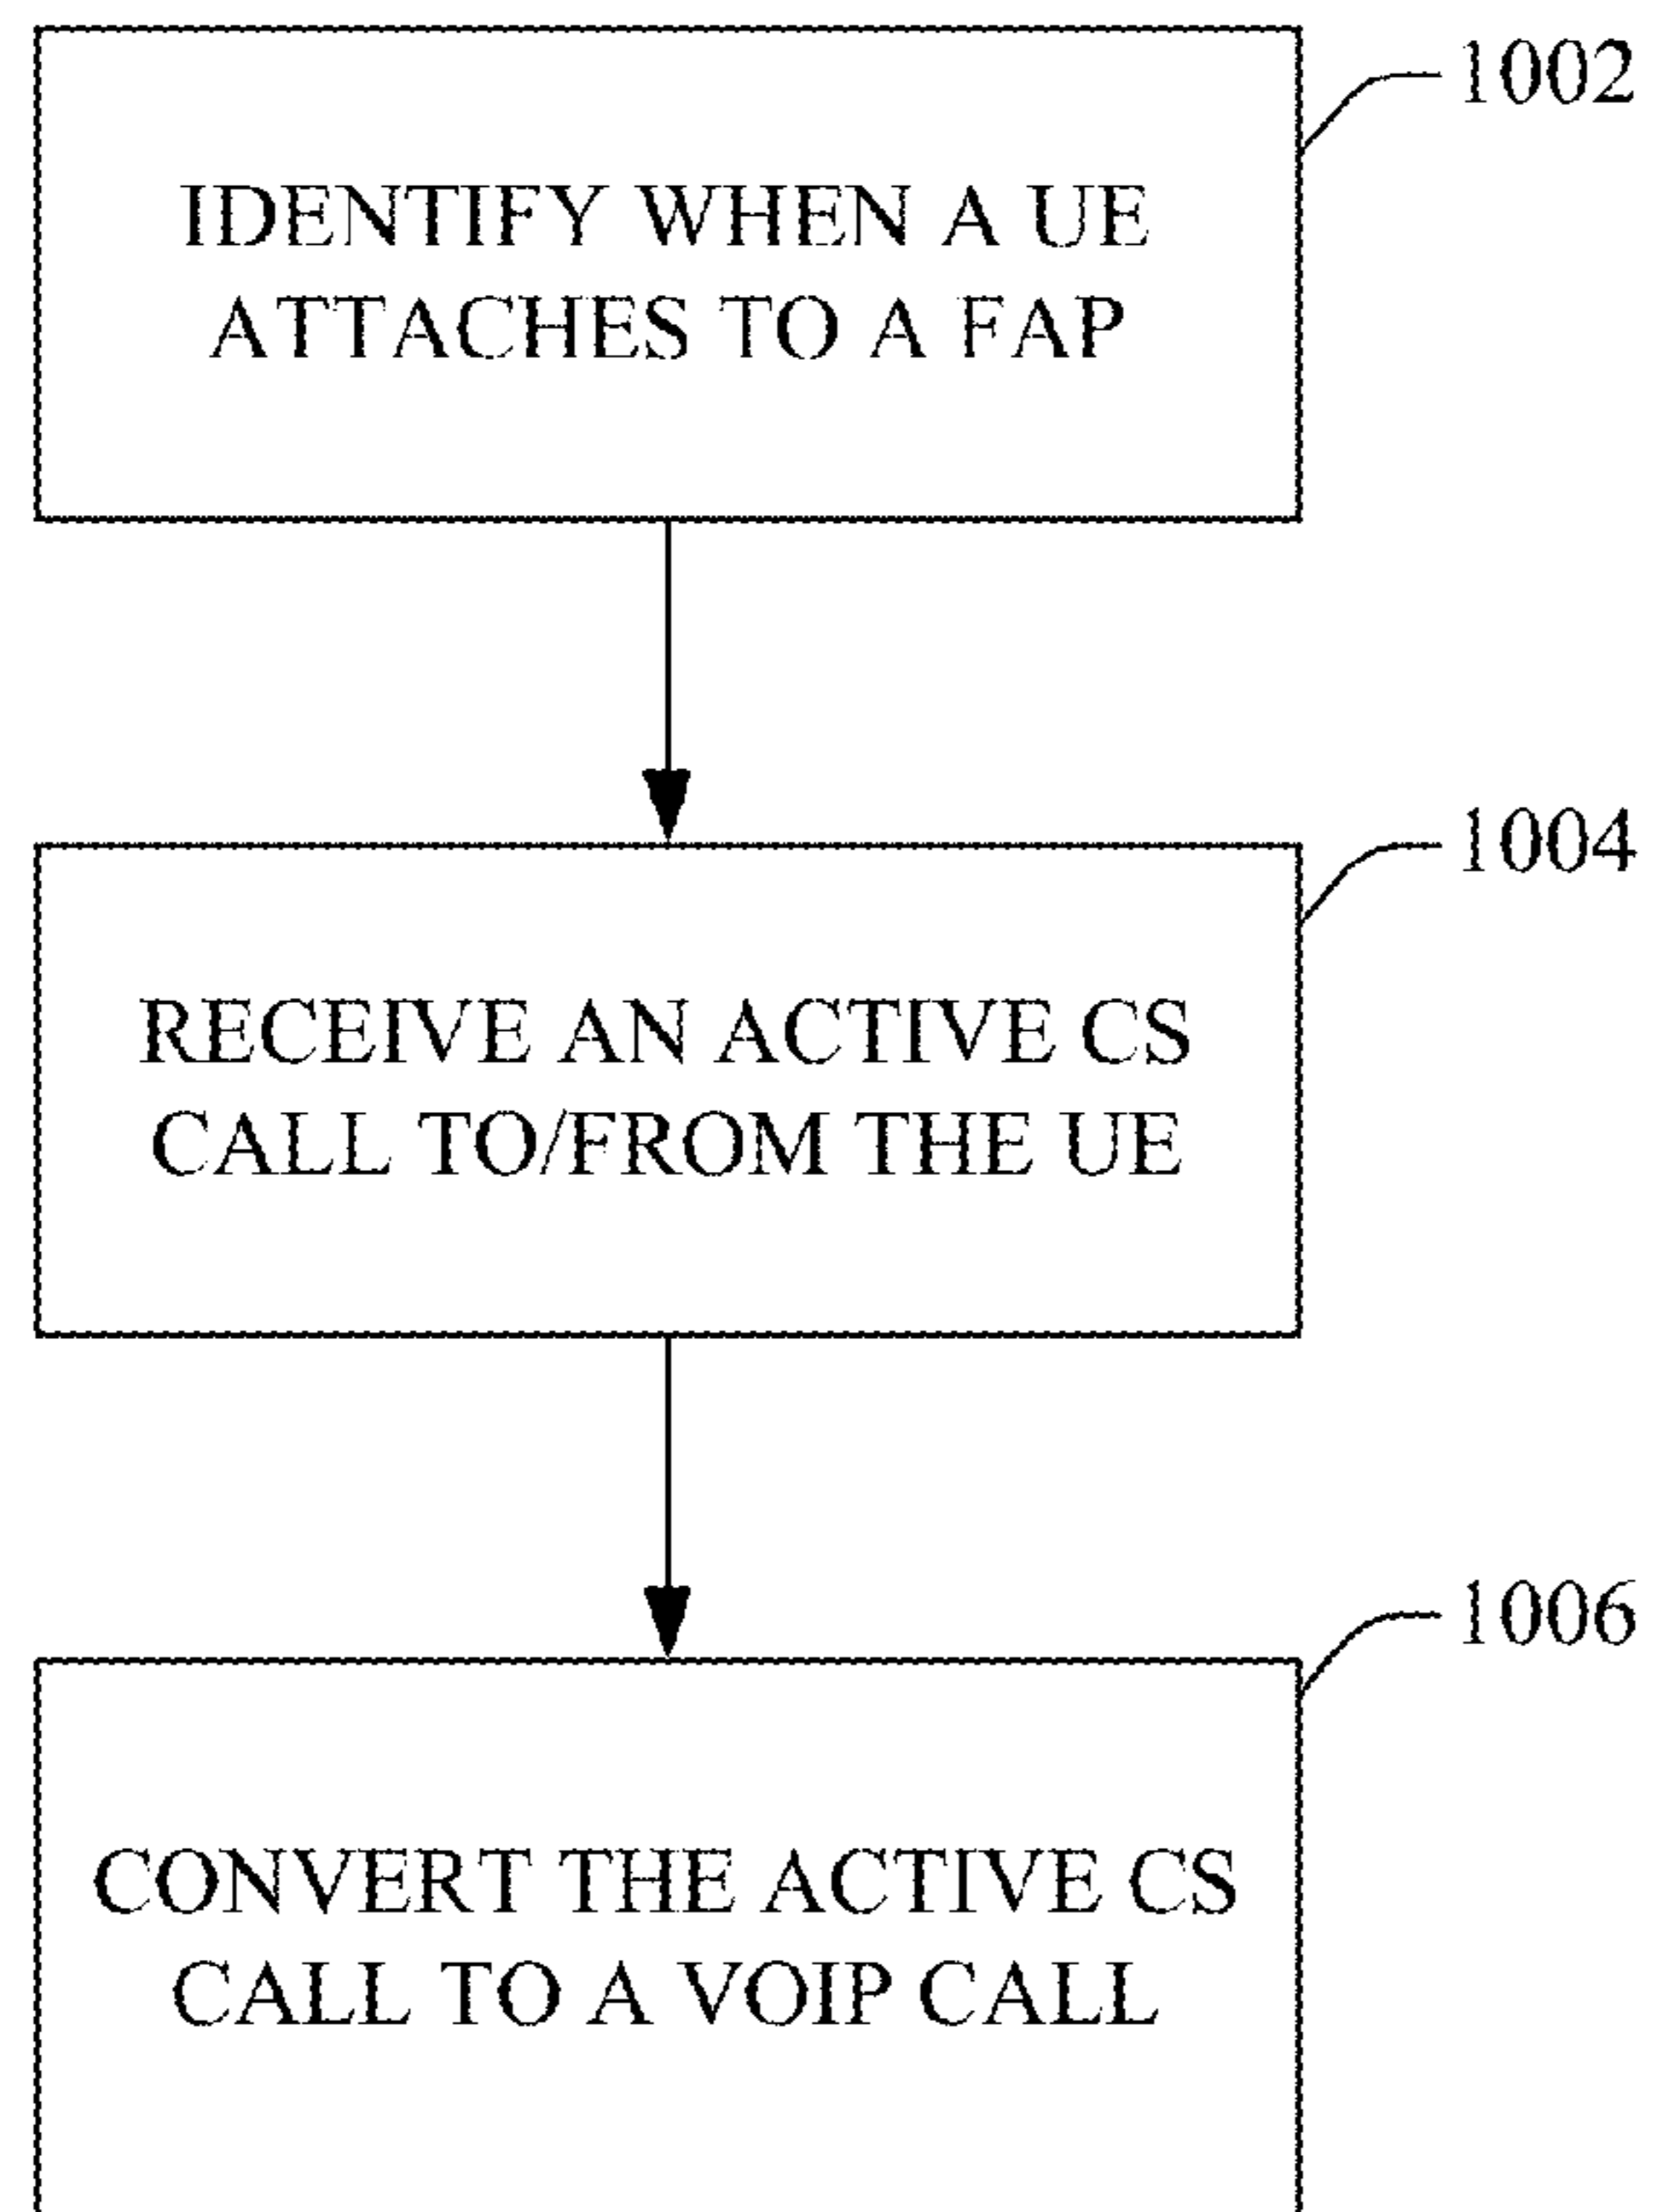 1002
IDENTIFY WHEN A UE
ATTACHES TO A FAP
1004
RECEIVE AN ACTIVE CS
CALL TO/FROM THE UE
1006
CONVERT THE ACTIVE CS
CALL TO A VOIP CALL